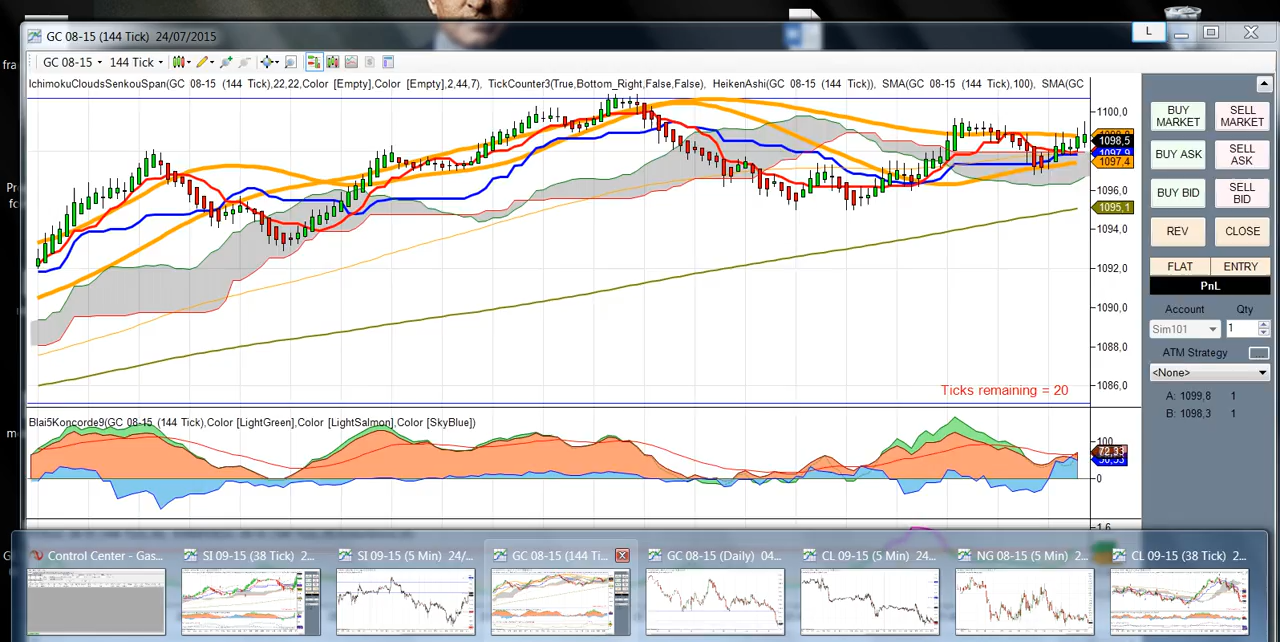 GC 08-15 (144 Tick)  24/07/2015
L
fra
GC 08-15
144 Tick
IchimokuCloudsSenkouSpan(GC 08-15 (144 Tick),22,22,Color [Empty],Color [Empty],2,44,7), TickCounter3(True,Bottom_Right,False,False), HeikenAshi(GC 08-15 (144 Tick)), SMA(GC 08-15 (144 Tick),100), SMA(GC
1100,0
1098,5
1097,4
1096,0
1095,1
1094,0
1092,0
1090,0
1088,0
1086,0
Ticks remaining = 20
BUY MARKET
SELL MARKET
BUY ASK
SELL ASK
BUY BID
SELL BID
REV
CLOSE
FLAT
ENTRY
PnL
Account
Qty
Sim101
1
ATM Strategy
<None>
A: 1099,8 1
B: 1098,3 1
Blai5Koncorde9(GC 08-15 (144 Tick),Color [LightGreen],Color [LightSalmon],Color [SkyBlue])
100
72,33
0
1,6
Control Center - Gas...
SI 09-15 (38 Tick) 2...
SI 09-15 (5 Min) 24/...
GC 08-15 (144 Ti...
GC 08-15 (Daily) 04...
CL 09-15 (5 Min) 24...
NG 08-15 (5 Min) 2...
CL 09-15 (38 Tick) 2...